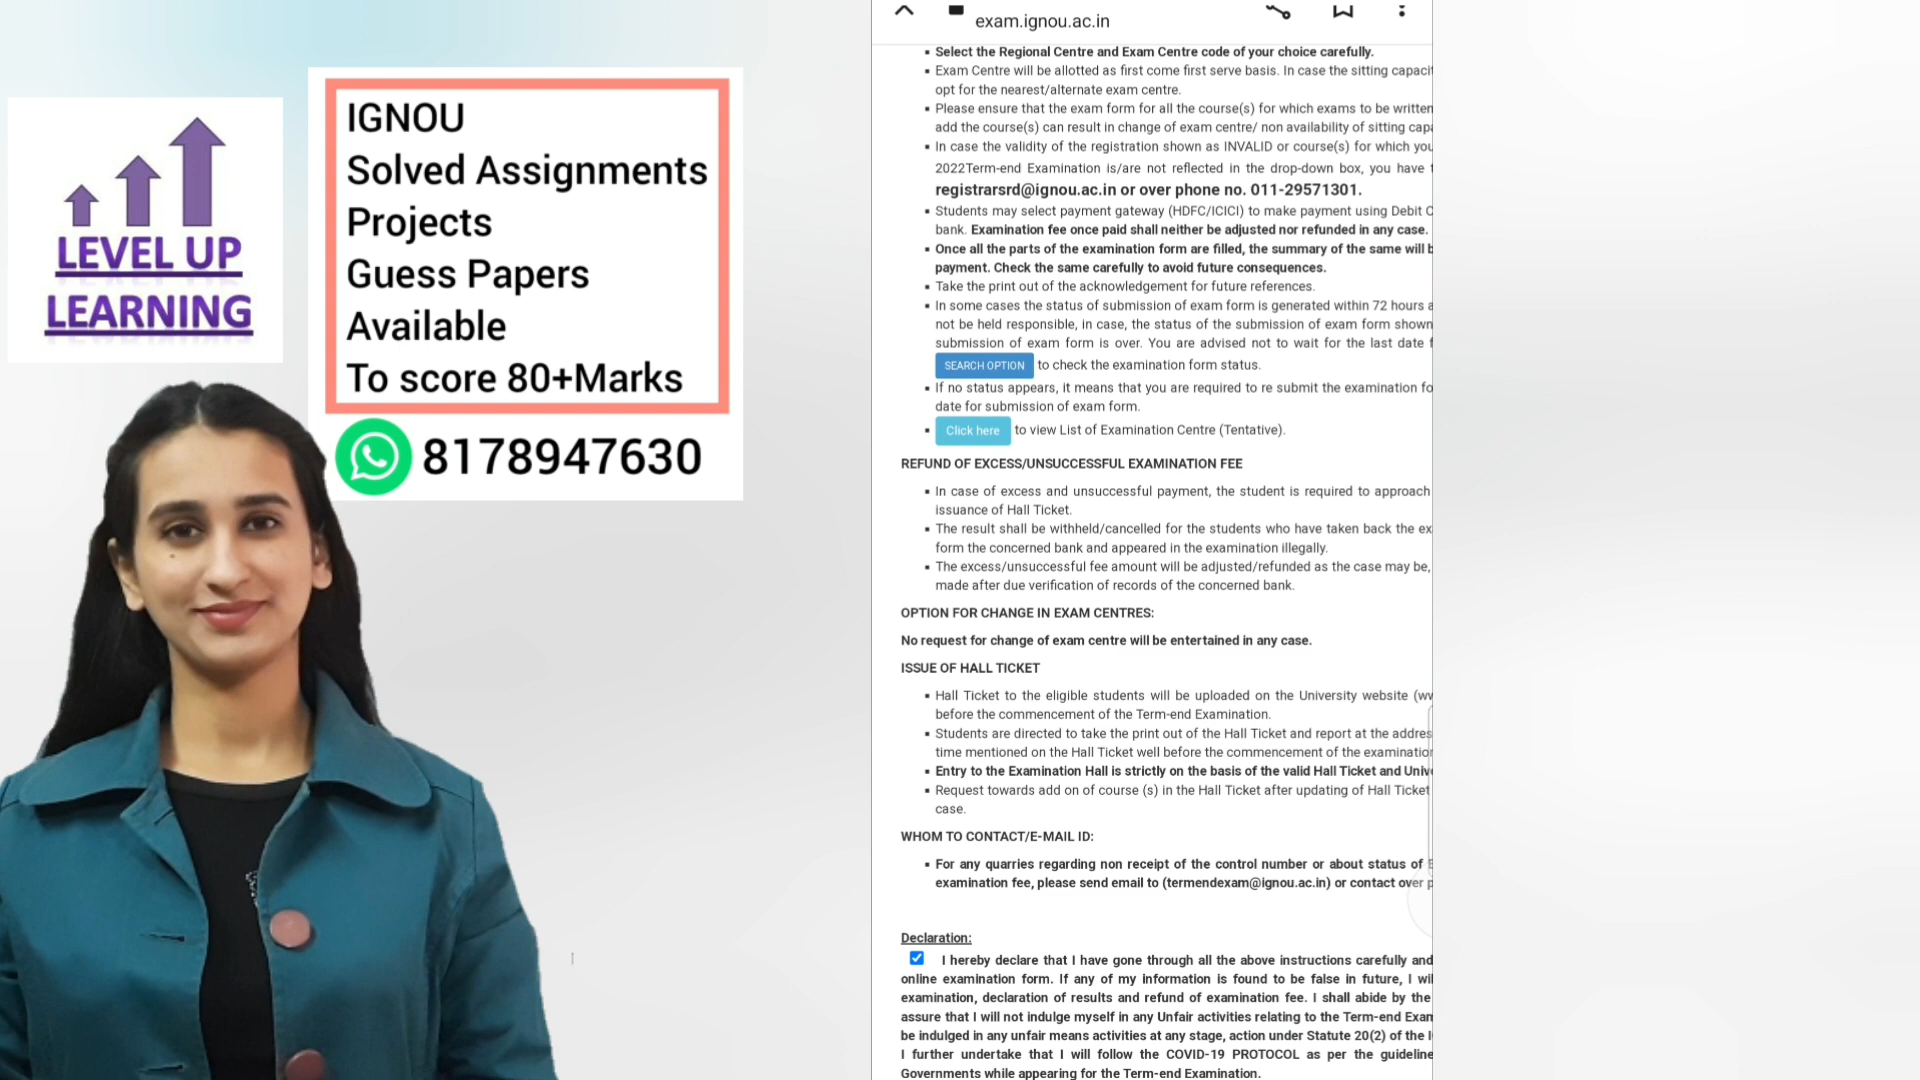 LEVEL UP
LEARNING
IGNOU
Solved Assignments
Projects
Guess Papers
Available
To score 80+Marks
8178947630
exam.ignou.ac.in
Select the Regional Centre and Exam Centre code of your choice carefully.
Exam Centre will be allotted as first come first serve basis. In case the sitting capacit
opt for the nearest/alternate exam centre.
Please ensure that the exam form for all the course(s) for which exams to be written
add the course(s) can result in change of exam centre/ non availability of sitting capa
In case the validity of the registration shown as INVALID or course(s) for which you
2022Term-end Examination is/are not reflected in the drop-down box, you have t
registrarsrd@ignou.ac.in or over phone no. 011-29571301.
Students may select payment gateway (HDFC/ICICI) to make payment using Debit C
bank. Examination fee once paid shall neither be adjusted nor refunded in any case.
Once all the parts of the examination form are filled, the summary of the same will b
payment. Check the same carefully to avoid future consequences.
Take the print out of the acknowledgement for future references.
In some cases the status of submission of exam form is generated within 72 hours a
not be held responsible, in case, the status of the submission of exam form shown
submission of exam form is over. You are advised not to wait for the last date f
SEARCH OPTION to check the examination form status.
If no status appears, it means that you are required to re submit the examination fo
date for submission of exam form.
Click here to view List of Examination Centre (Tentative).
REFUND OF EXCESS/UNSUCCESSFUL EXAMINATION FEE
In case of excess and unsuccessful payment, the student is required to approach
issuance of Hall Ticket.
The result shall be withheld/cancelled for the students who have taken back the ex
form the concerned bank and appeared in the examination illegally.
The excess/unsuccessful fee amount will be adjusted/refunded as the case may be,
made after due verification of records of the concerned bank.
OPTION FOR CHANGE IN EXAM CENTRES:
No request for change of exam centre will be entertained in any case.
ISSUE OF HALL TICKET
Hall Ticket to the eligible students will be uploaded on the University website (ww
before the commencement of the Term-end Examination.
Students are directed to take the print out of the Hall Ticket and report at the addres
time mentioned on the Hall Ticket well before the commencement of the examination
Entry to the Examination Hall is strictly on the basis of the valid Hall Ticket and Unive
Request towards add on of course (s) in the Hall Ticket after updating of Hall Ticket
case.
WHOM TO CONTACT/E-MAIL ID:
For any quarries regarding non receipt of the control number or about status of E
examination fee, please send email to (termendexam@ignou.ac.in) or contact over p
Declaration:
I hereby declare that I have gone through all the above instructions carefully and
online examination form. If any of my information is found to be false in future, I wil
examination, declaration of results and refund of examination fee. I shall abide by the
assure that I will not indulge myself in any Unfair activities relating to the Term-end Exam
be indulged in any unfair means activities at any stage, action under Statute 20(2) of the I
I further undertake that I will follow the COVID-19 PROTOCOL as per the guideline
Governments while appearing for the Term-end Examination.